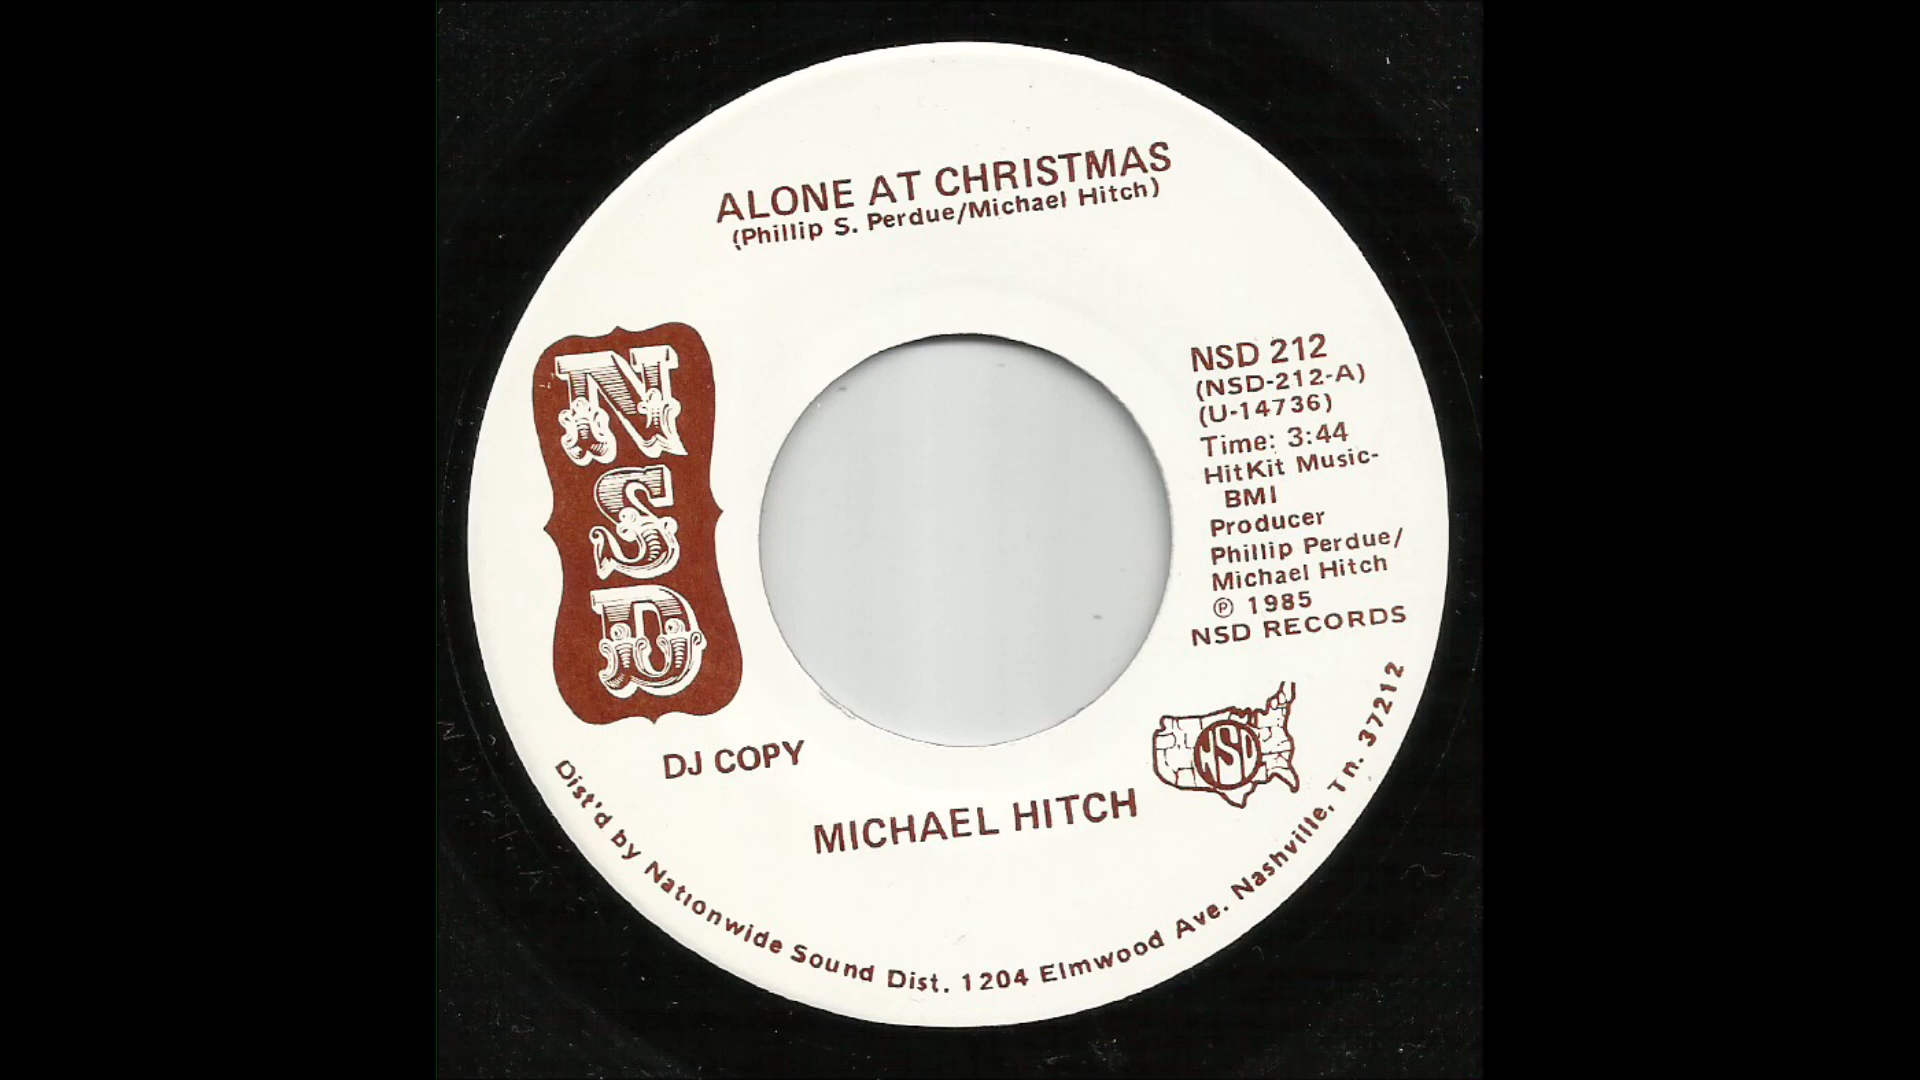 ALONE AT CHRISTMAS
(Phillip S. Perdue/Michael Hitch)
NSD
NSD 212
(NSD-212-A)
(U-14736)
Time: 3:44
HitKit Music-
BMI
Producer
Phillip Perdue/
Michael Hitch
℗ 1985
NSD RECORDS
NSD
DJ COPY
MICHAEL HITCH
Dist'd by Nationwide Sound Dist. 1204 Elmwood Ave. Nashville, Tn. 37212